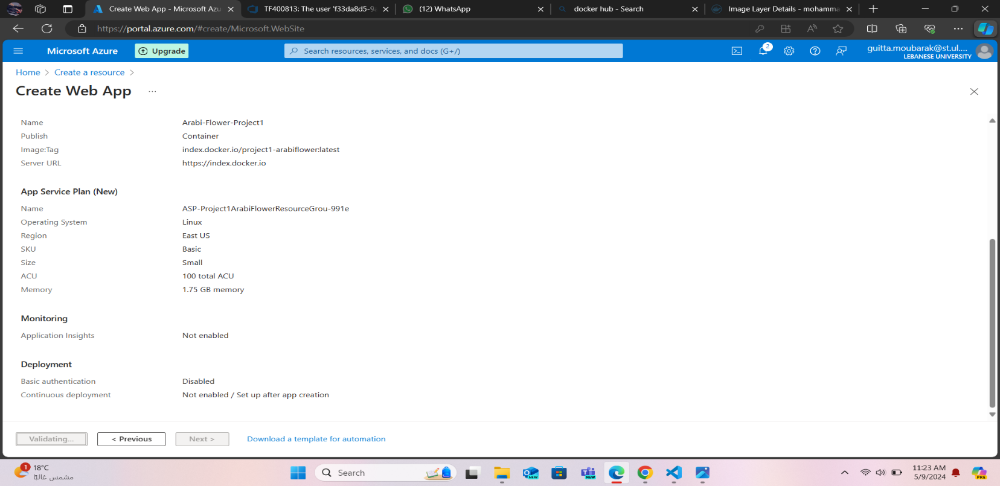 Create Web App - Microsoft Azu
TF400813: The user 'f33da8d5-9a
(12) WhatsApp
docker hub - Search
Image Layer Details - mohamma
https://portal.azure.com/#create/Microsoft.WebSite
Microsoft Azure
Upgrade
Search resources, services, and docs (G+/)
2
guitta.moubarak@st.ul....
LEBANESE UNIVERSITY
Home > Create a resource >
Create Web App ...
Name Arabi-Flower-Project1
Publish Container
Image:Tag index.docker.io/project1-arabiflower:latest
Server URL https://index.docker.io
App Service Plan (New)
Name ASP-Project1ArabiFlowerResourceGrou-991e
Operating System Linux
Region East US
SKU Basic
Size Small
ACU 100 total ACU
Memory 1.75 GB memory
Monitoring
Application Insights Not enabled
Deployment
Basic authentication Disabled
Continuous deployment Not enabled / Set up after app creation
Validating...
< Previous
Next >
Download a template for automation
1
18°C
مشمس غالبًا
Search
NEW
NEW
11:23 AM
5/9/2024
PRE